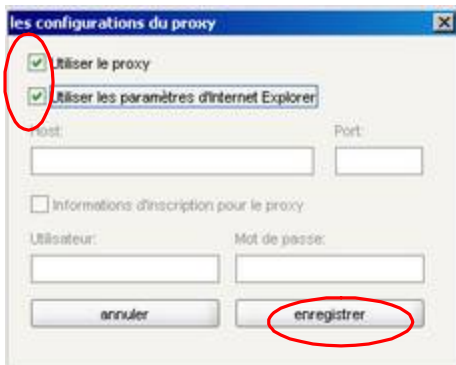 les configurations du proxy
Utiliser le proxy
Utiliser les paramètres d'Internet Explorer
Host:
Port:
Informations d'inscription pour le proxy
Utilisateur:
Mot de passe:
annuler
enregistrer